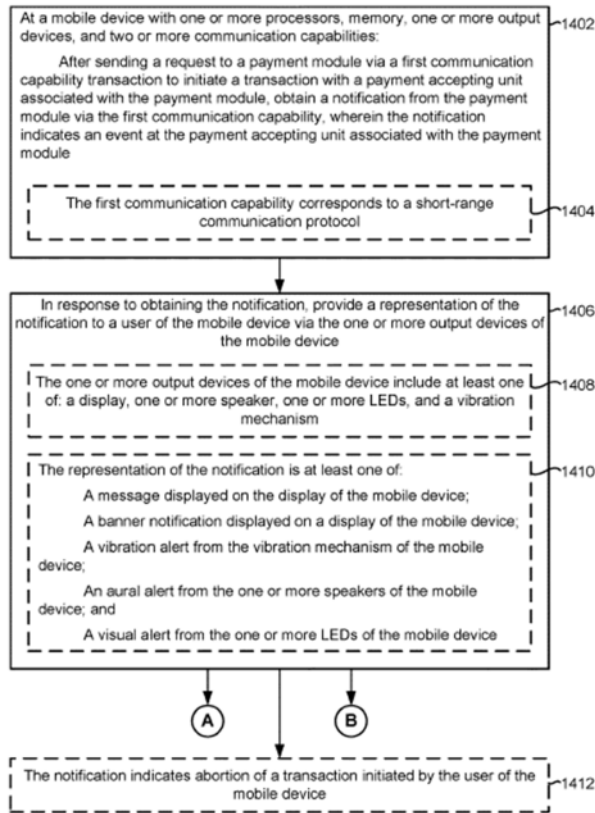 At a mobile device with one or more processors, memory, one or more output
devices, and two or more communication capabilities:
After sending a request to a payment module via a first communication
capability transaction to initiate a transaction with a payment accepting unit
associated with the payment module, obtain a notification from the payment
module via the first communication capability, wherein the notification
indicates an event at the payment accepting unit associated with the payment
module
1402
The first communication capability corresponds to a short-range
communication protocol
1404
In response to obtaining the notification, provide a representation of the
notification to a user of the mobile device via the one or more output devices of
the mobile device
1406
The one or more output devices of the mobile device include at least one
of: a display, one or more speaker, one or more LEDs, and a vibration
mechanism
1408
The representation of the notification is at least one of:
A message displayed on the display of the mobile device;
A banner notification displayed on a display of the mobile device;
A vibration alert from the vibration mechanism of the mobile
device;
An aural alert from the one or more speakers of the mobile
device; and
A visual alert from the one or more LEDs of the mobile device
1410
A
B
The notification indicates abortion of a transaction initiated by the user of the
mobile device
1412